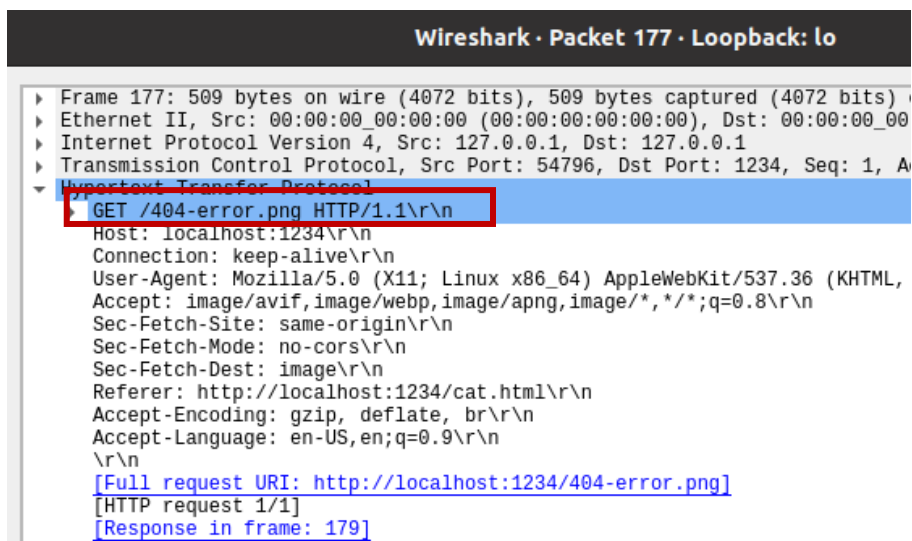 Wireshark · Packet 177 · Loopback: lo
Frame 177: 509 bytes on wire (4072 bits), 509 bytes captured (4072 bits)
Ethernet II, Src: 00:00:00_00:00:00 (00:00:00:00:00:00), Dst: 00:00:00_00
Internet Protocol Version 4, Src: 127.0.0.1, Dst: 127.0.0.1
Transmission Control Protocol, Src Port: 54796, Dst Port: 1234, Seq: 1, A
Hypertext Transfer Protocol
GET /404-error.png HTTP/1.1\r\n
Host: localhost:1234\r\n
Connection: keep-alive\r\n
User-Agent: Mozilla/5.0 (X11; Linux x86_64) AppleWebKit/537.36 (KHTML,
Accept: image/avif,image/webp,image/apng,image/*,*/*;q=0.8\r\n
Sec-Fetch-Site: same-origin\r\n
Sec-Fetch-Mode: no-cors\r\n
Sec-Fetch-Dest: image\r\n
Referer: http://localhost:1234/cat.html\r\n
Accept-Encoding: gzip, deflate, br\r\n
Accept-Language: en-US,en;q=0.9\r\n
\r\n
[Full request URI: http://localhost:1234/404-error.png]
[HTTP request 1/1]
[Response in frame: 179]